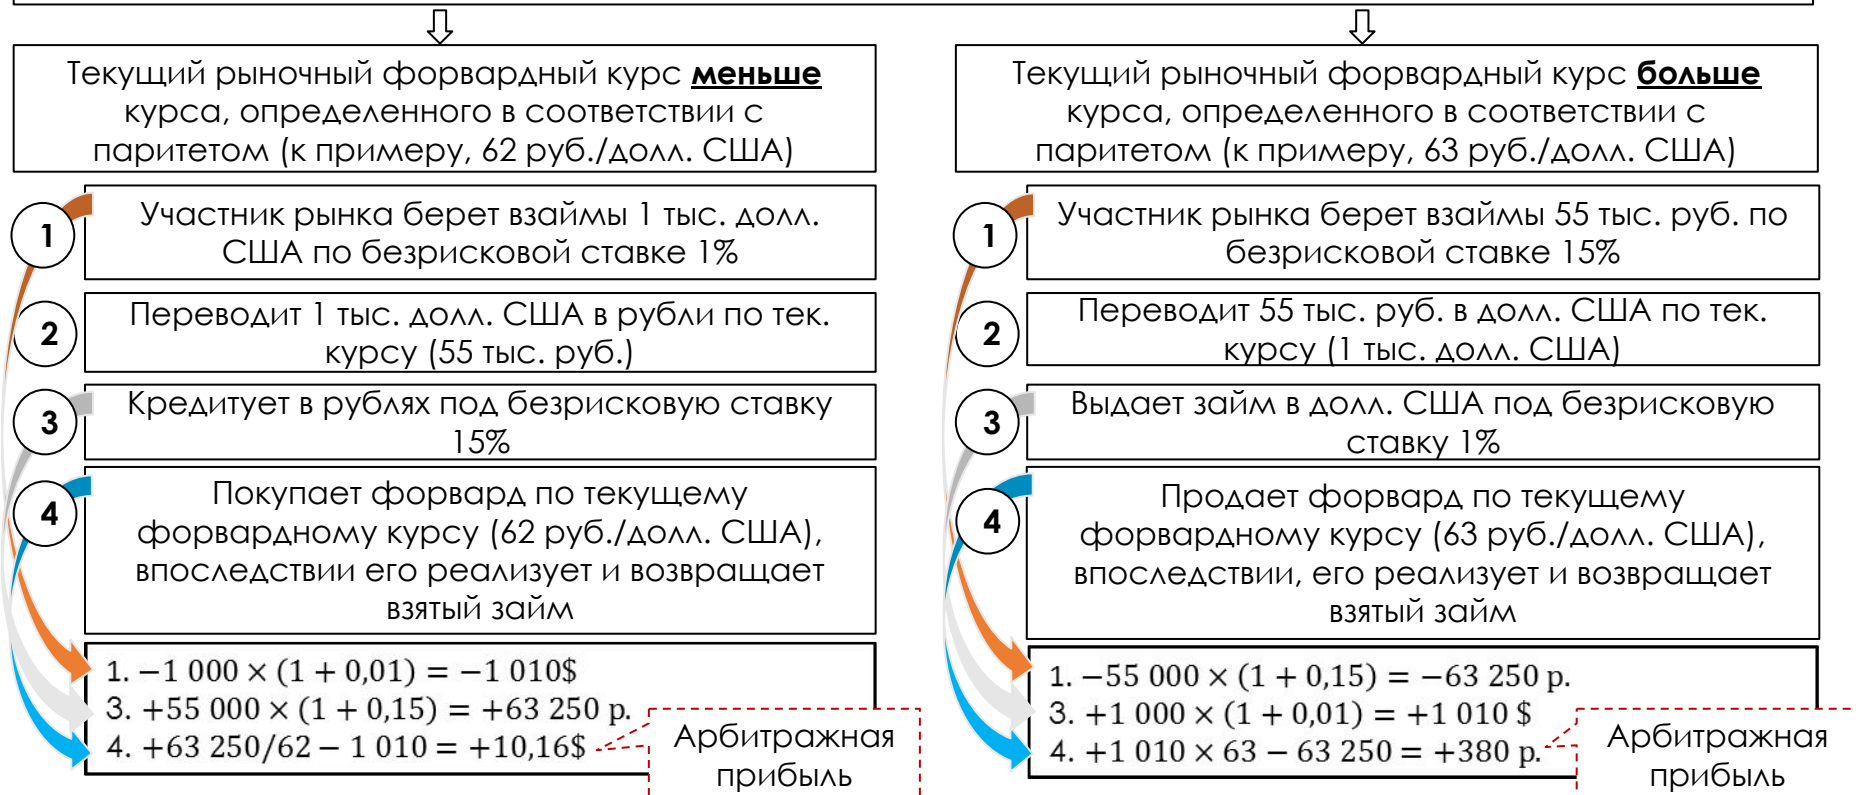 Текущий рыночный форвардный курс меньше
курса, определенного в соответствии с
паритетом (к примеру, 62 руб./долл. США)
1
Участник рынка берет взаймы 1 тыс. долл.
США по безрисковой ставке 1%
2
Переводит 1 тыс. долл. США в рубли по тек.
курсу (55 тыс. руб.)
3
Кредитует в рублях под безрисковую ставку
15%
4
Покупает форвард по текущему
форвардному курсу (62 руб./долл. США),
впоследствии его реализует и возвращает
взятый займ
1. −1 000 × (1 + 0,01) = −1 010$
3. +55 000 × (1 + 0,15) = +63 250 р.
4. +63 250/62 − 1 010 = +10,16$
Арбитражная
прибыль
Текущий рыночный форвардный курс больше
курса, определенного в соответствии с
паритетом (к примеру, 63 руб./долл. США)
1
Участник рынка берет взаймы 55 тыс. руб. по
безрисковой ставке 15%
2
Переводит 55 тыс. руб. в долл. США по тек.
курсу (1 тыс. долл. США)
3
Выдает займ в долл. США под безрисковую
ставку 1%
4
Продает форвард по текущему
форвардному курсу (63 руб./долл. США),
впоследствии, его реализует и возвращает
взятый займ
1. −55 000 × (1 + 0,15) = −63 250 р.
3. +1 000 × (1 + 0,01) = +1 010 $
4. +1 010 × 63 − 63 250 = +380 р.
Арбитражная
прибыль